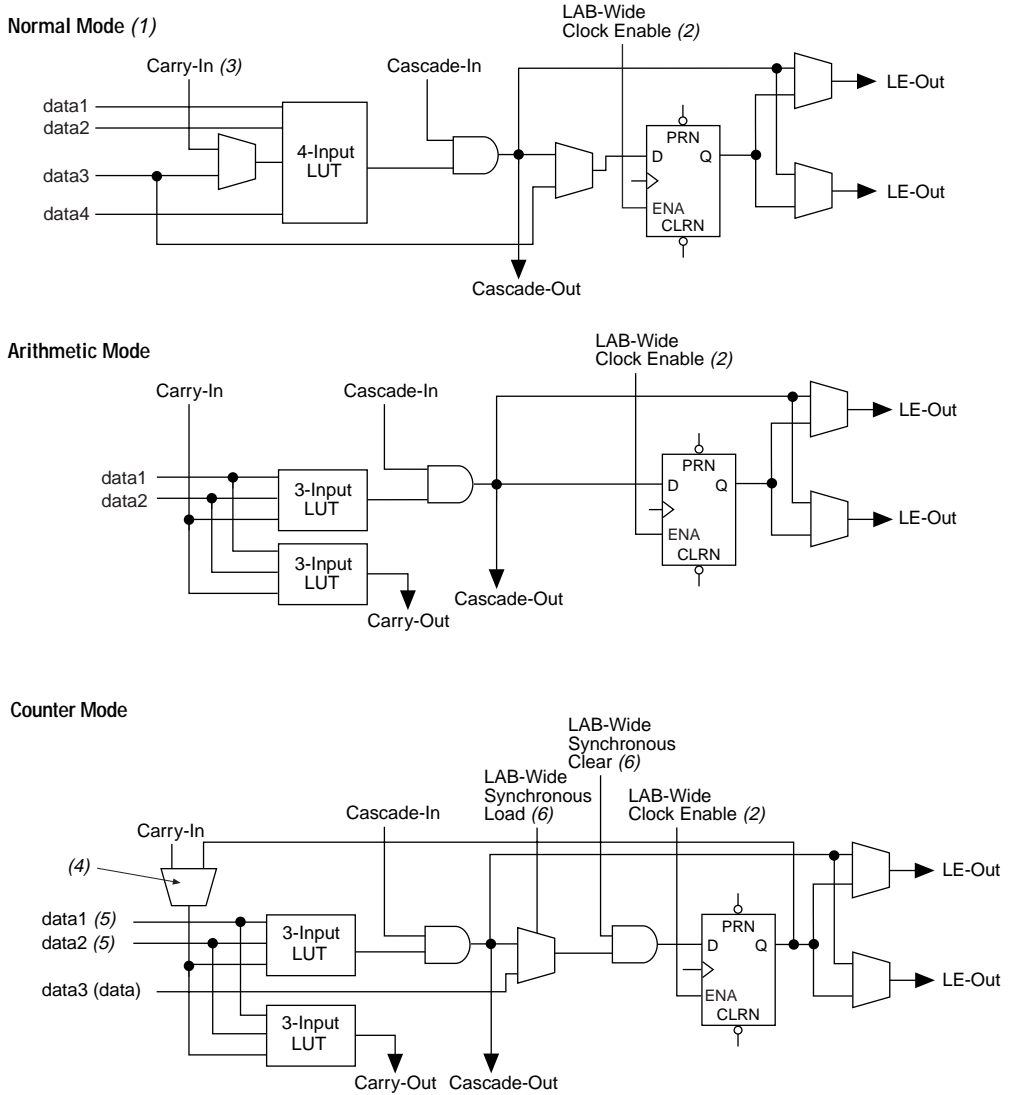 Normal Mode (1)
LAB-Wide
Clock Enable (2)
Carry-In (3)
Cascade-In
data1
data2
data3
data4
4-Input
LUT
PRN
D
Q
ENA
CLRN
LE-Out
LE-Out
Cascade-Out
Arithmetic Mode
LAB-Wide
Clock Enable (2)
Carry-In
Cascade-In
data1
data2
3-Input
LUT
3-Input
LUT
PRN
D
Q
ENA
CLRN
LE-Out
LE-Out
Cascade-Out
Carry-Out
Counter Mode
LAB-Wide
Synchronous
Clear (6)
LAB-Wide
Synchronous
Load (6)
LAB-Wide
Clock Enable (2)
Cascade-In
Carry-In
(4)
data1 (5)
data2 (5)
data3 (data)
3-Input
LUT
3-Input
LUT
PRN
D
Q
ENA
CLRN
LE-Out
LE-Out
Carry-Out
Cascade-Out